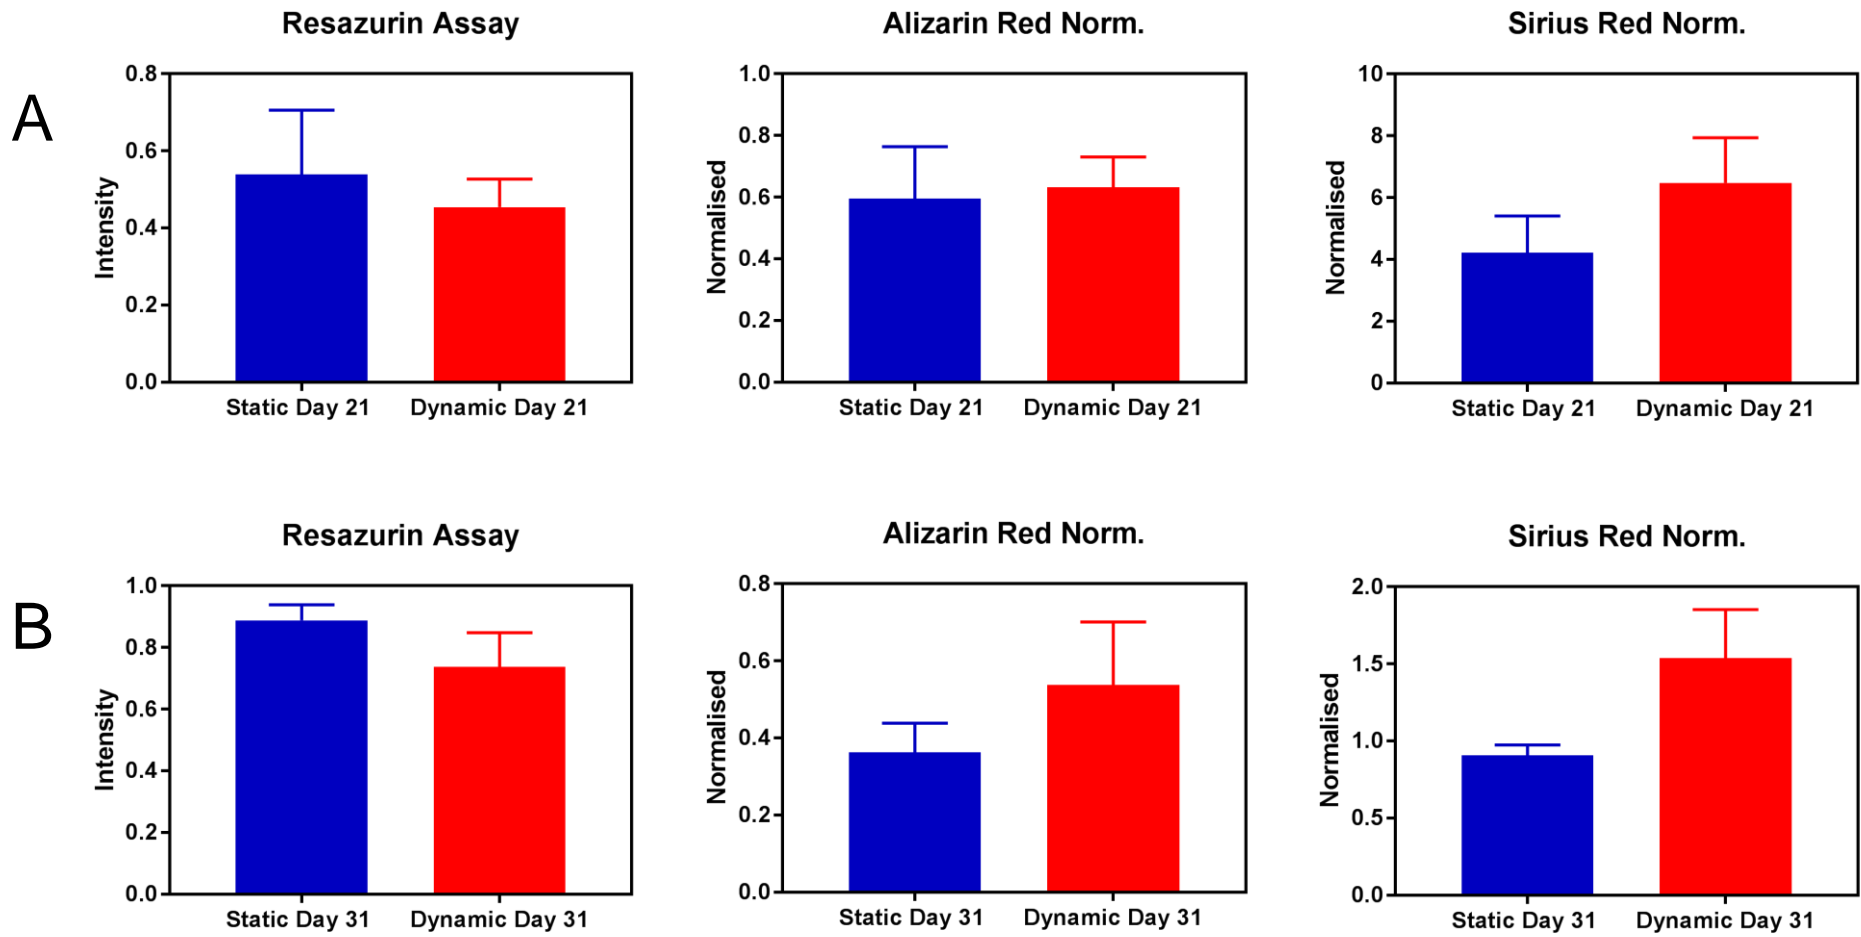 A
Resazurin Assay
Intensity
0.8
0.6
0.4
0.2
0.0
Static Day 21 Dynamic Day 21
Alizarin Red Norm.
Normalised
1.0
0.8
0.6
0.4
0.2
0.0
Static Day 21 Dynamic Day 21
Sirius Red Norm.
Normalised
10
8
6
4
2
0
Static Day 21 Dynamic Day 21
B
Resazurin Assay
Intensity
1.0
0.8
0.6
0.4
0.2
0.0
Static Day 31 Dynamic Day 31
Alizarin Red Norm.
Normalised
0.8
0.6
0.4
0.2
0.0
Static Day 31 Dynamic Day 31
Sirius Red Norm.
Normalised
2.0
1.5
1.0
0.5
0.0
Static Day 31 Dynamic Day 31